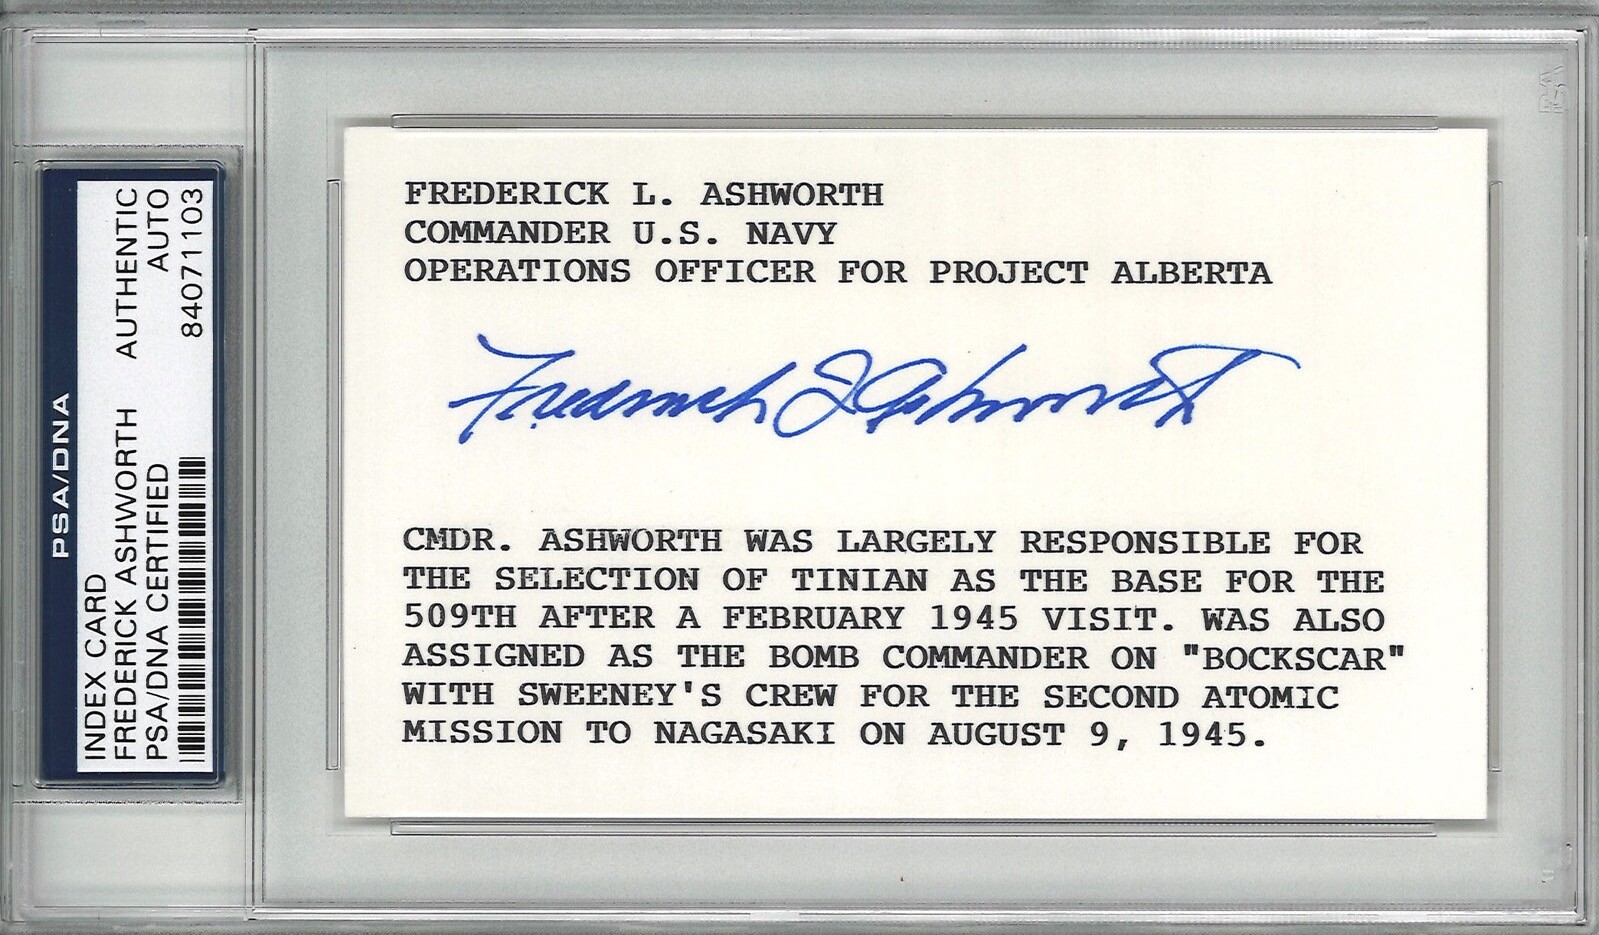 PSA/DNA
INDEX CARD AUTHENTIC
FREDERICK ASHWORTH AUTO
PSA/DNA CERTIFIED 84071103
FREDERICK L. ASHWORTH
COMMANDER U.S. NAVY
OPERATIONS OFFICER FOR PROJECT ALBERTA
Frederick L Ashworth
CMDR. ASHWORTH WAS LARGELY RESPONSIBLE FOR
THE SELECTION OF TINIAN AS THE BASE FOR THE
509TH AFTER A FEBRUARY 1945 VISIT. WAS ALSO
ASSIGNED AS THE BOMB COMMANDER ON "BOCKSCAR"
WITH SWEENEY'S CREW FOR THE SECOND ATOMIC
MISSION TO NAGASAKI ON AUGUST 9, 1945.
PSA